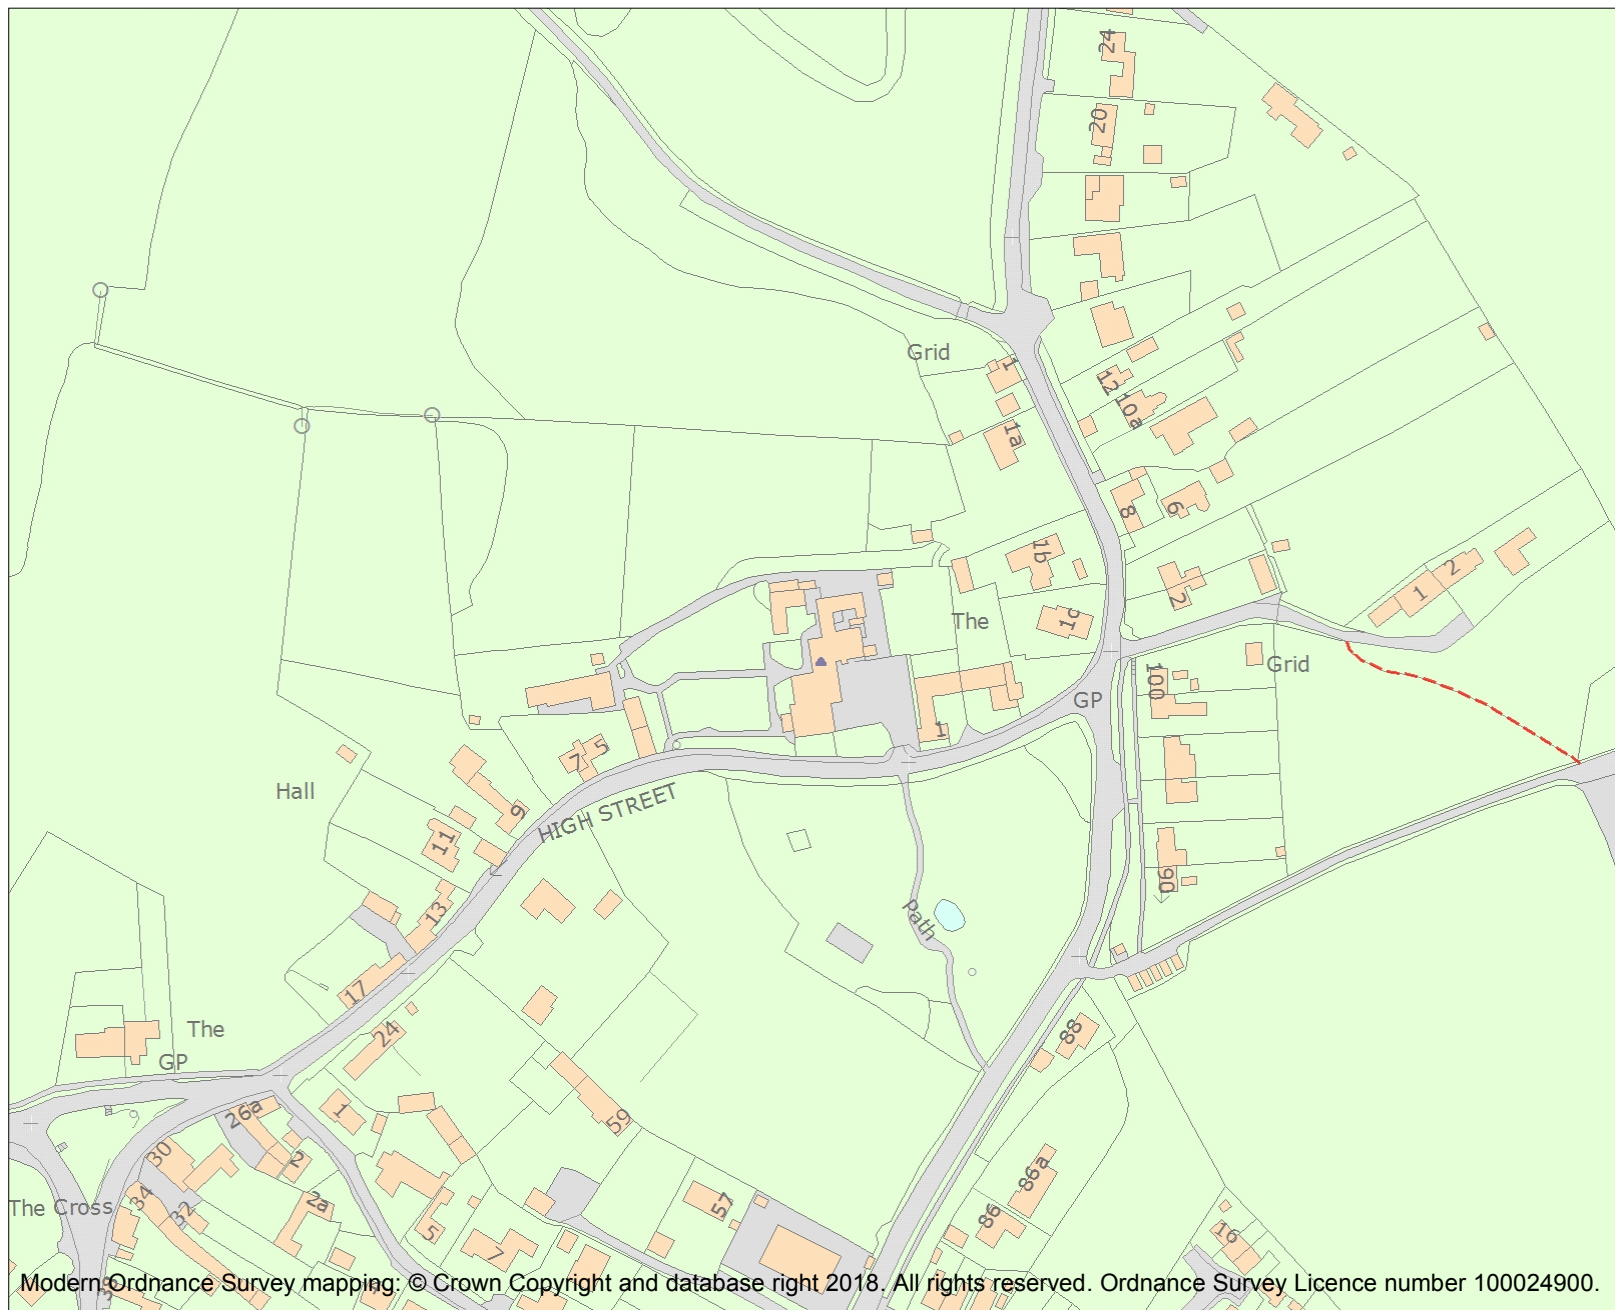 24
20
Grid
1
12
10a
1a
8
6
1b
2
1
2
The
1c
100
Grid
GP
1
7
5
Hall
9
HIGH STREET
11
90
13
Path
17
The
24
88
GP
26a
1
59
30
2
86a
34
32
2a
57
The Cross
5
86
7
16
Modern Ordnance Survey mapping: © Crown Copyright and database right 2018. All rights reserved. Ordnance Survey Licence number 100024900.